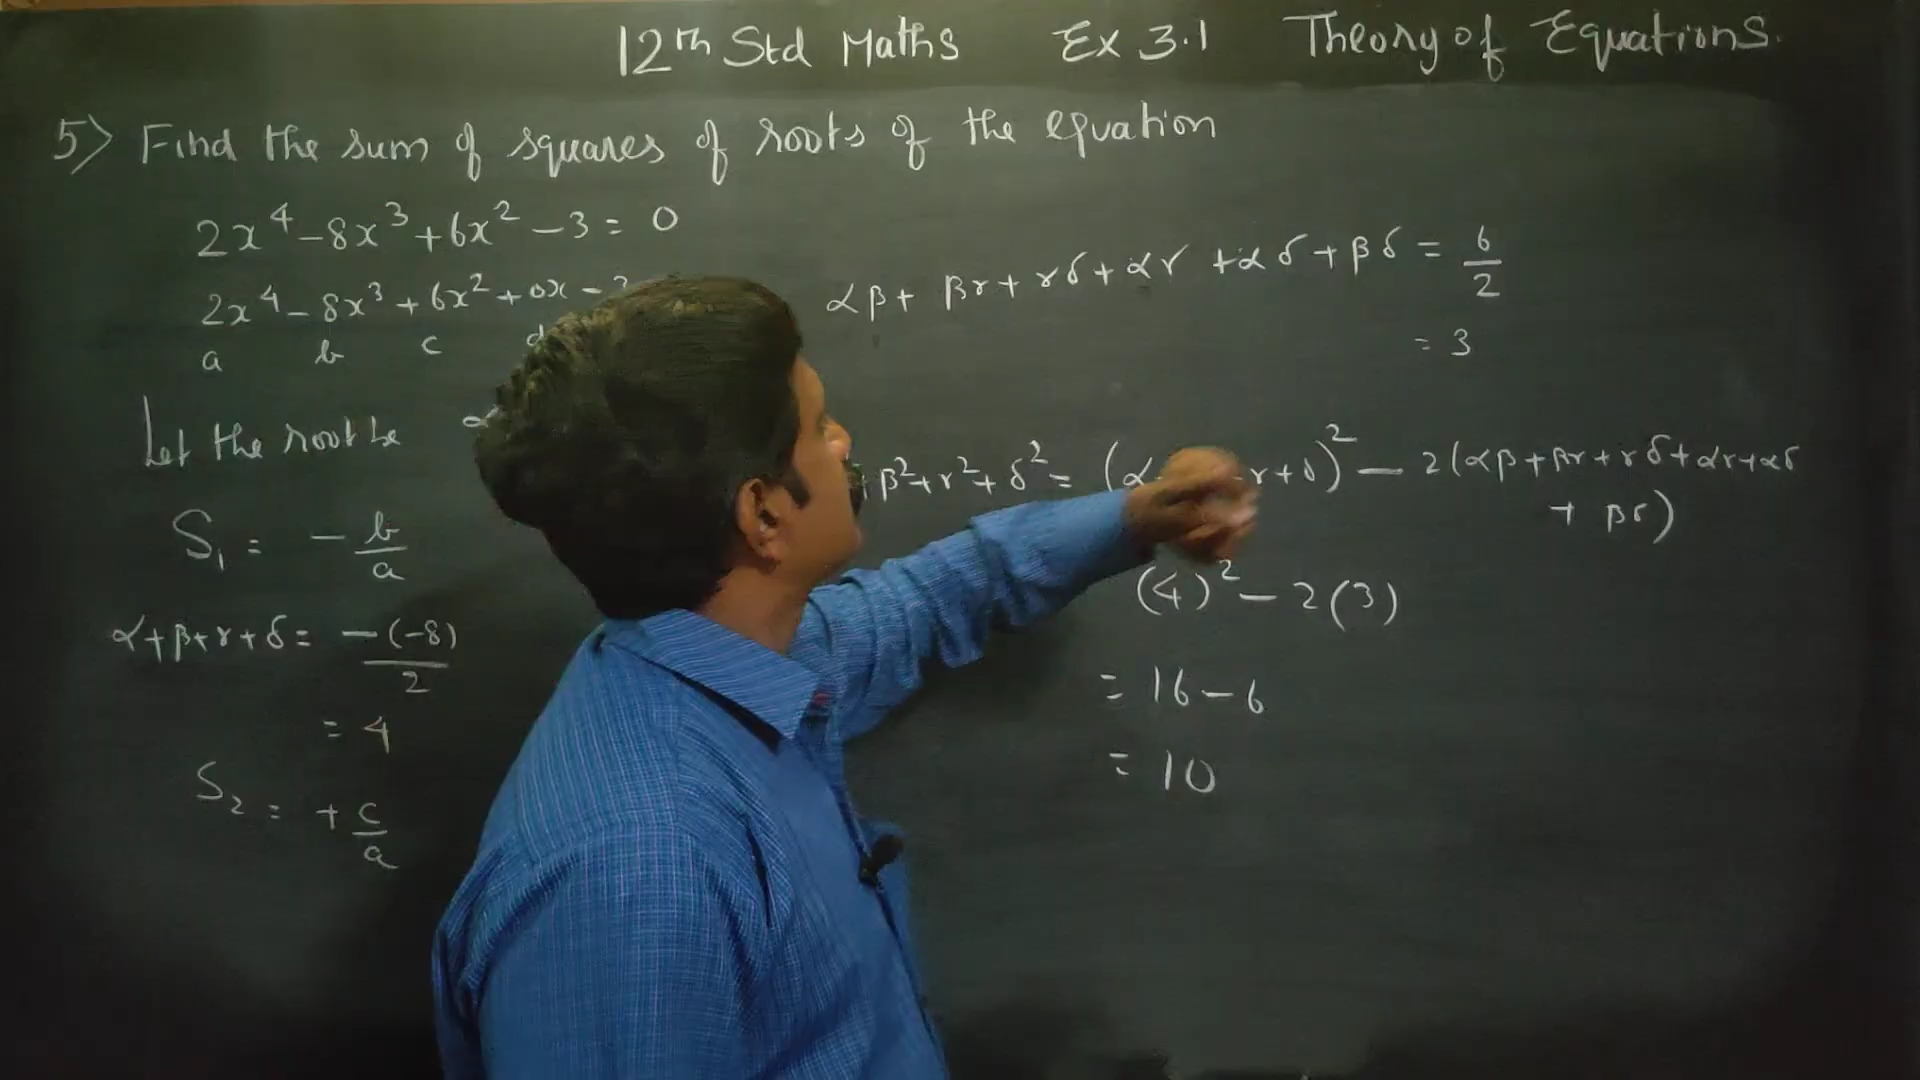 12th Std Maths Ex 3.1 Theory of Equations.
5) Find the sum of squares of roots of the equation
2x⁴ - 8x³ + 6x² - 3 = 0
2x⁴ - 8x³ + 6x² + 0x -
a b c d
Let the root be α
S₁ = - b/a
α+β+γ+δ = -(-8)/2
= 4
S₂ = + c/a
αβ + βγ + γδ + αγ + αδ + βδ = 6/2
= 3
+ β² + γ² + δ² = (α γ + δ)² - 2(αβ + βγ + γδ + αγ + αδ
+ βδ)
(4)² - 2(3)
= 16 - 6
= 10